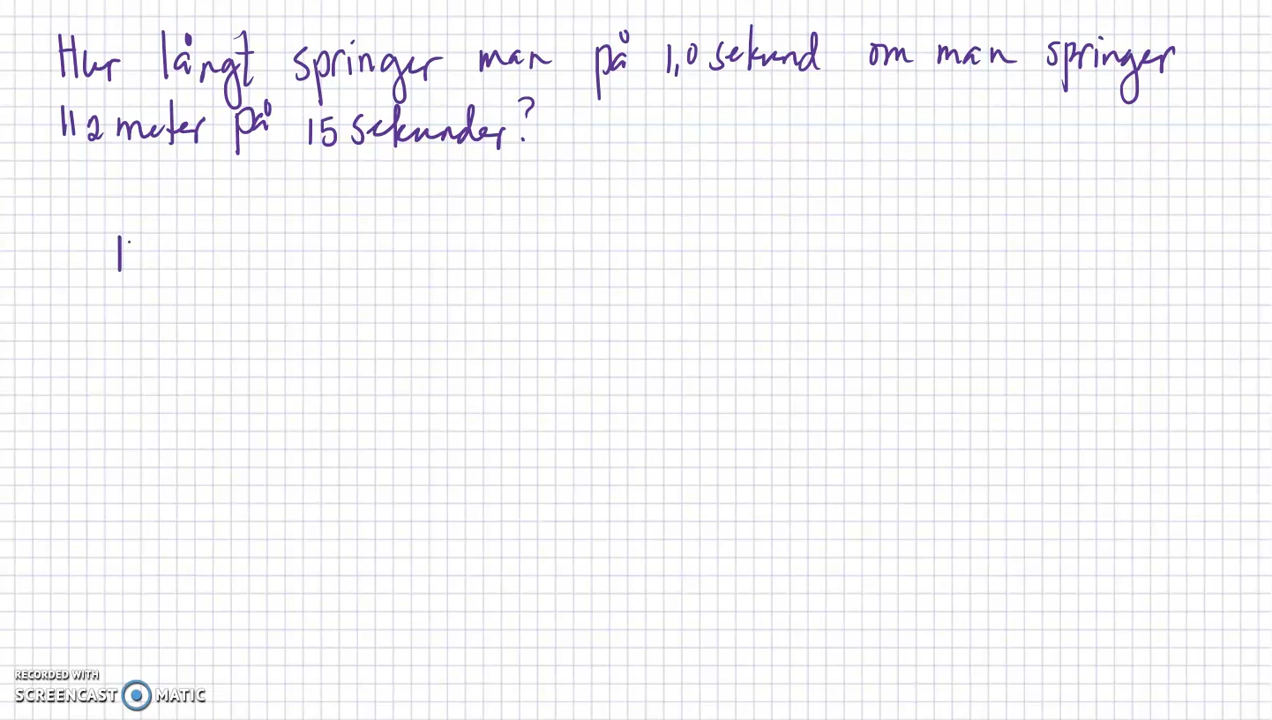 Hur långt springer man på 1,0 sekund om man springer
112 meter på 15 sekunder?
1
RECORDED WITH
SCREENCAST MATIC